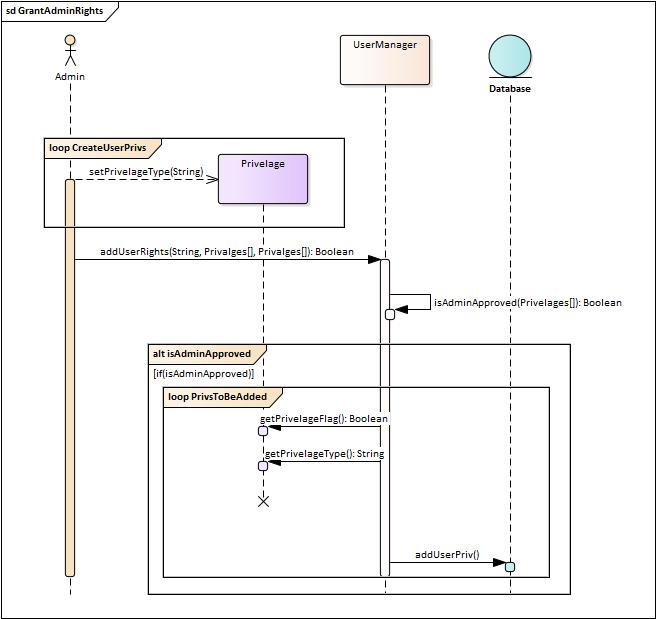 sd GrantAdminRights
Admin
UserManager
Database
loop CreateUserPrivs
setPrivelageType(String)
Privelage
addUserRights(String, Privalges[], Privalges[]): Boolean
isAdminApproved(Privelages[]): Boolean
alt isAdminApproved
[if(isAdminApproved)]
loop PrivsToBeAdded
getPrivelageFlag(): Boolean
getPrivelageType(): String
addUserPriv()